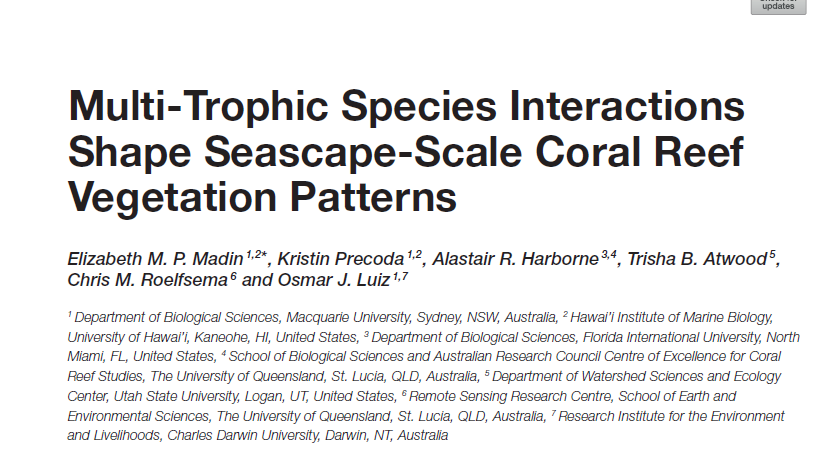 updates
Multi-Trophic Species Interactions
Shape Seascape-Scale Coral Reef
Vegetation Patterns
Elizabeth M. P. Madin 1,2*, Kristin Precoda 1,2, Alastair R. Harborne 3,4, Trisha B. Atwood 5,
Chris M. Roelfsema 6 and Osmar J. Luiz 1,7
1 Department of Biological Sciences, Macquarie University, Sydney, NSW, Australia, 2 Hawai’i Institute of Marine Biology,
University of Hawai’i, Kaneohe, HI, United States, 3 Department of Biological Sciences, Florida International University, North
Miami, FL, United States, 4 School of Biological Sciences and Australian Research Council Centre of Excellence for Coral
Reef Studies, The University of Queensland, St. Lucia, QLD, Australia, 5 Department of Watershed Sciences and Ecology
Center, Utah State University, Logan, UT, United States, 6 Remote Sensing Research Centre, School of Earth and
Environmental Sciences, The University of Queensland, St. Lucia, QLD, Australia, 7 Research Institute for the Environment
and Livelihoods, Charles Darwin University, Darwin, NT, Australia